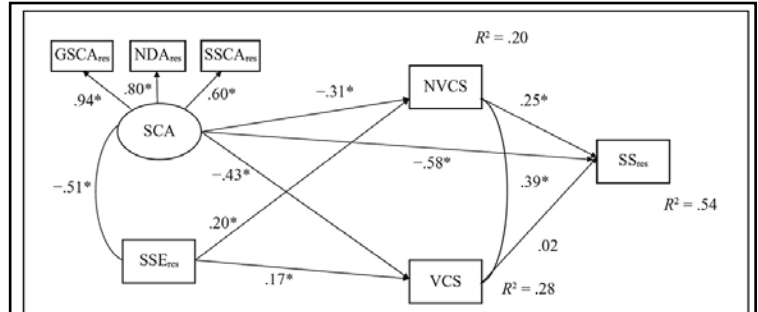 R² = .20
GSCAres NDAres SSCAres
.94* .80* .60*
−.31*
NVCS
.25*
SCA
−.58*
SSres
−.51*
−.43*
.39*
R² = .54
.20*
.02
SSEres
.17*
VCS
R² = .28